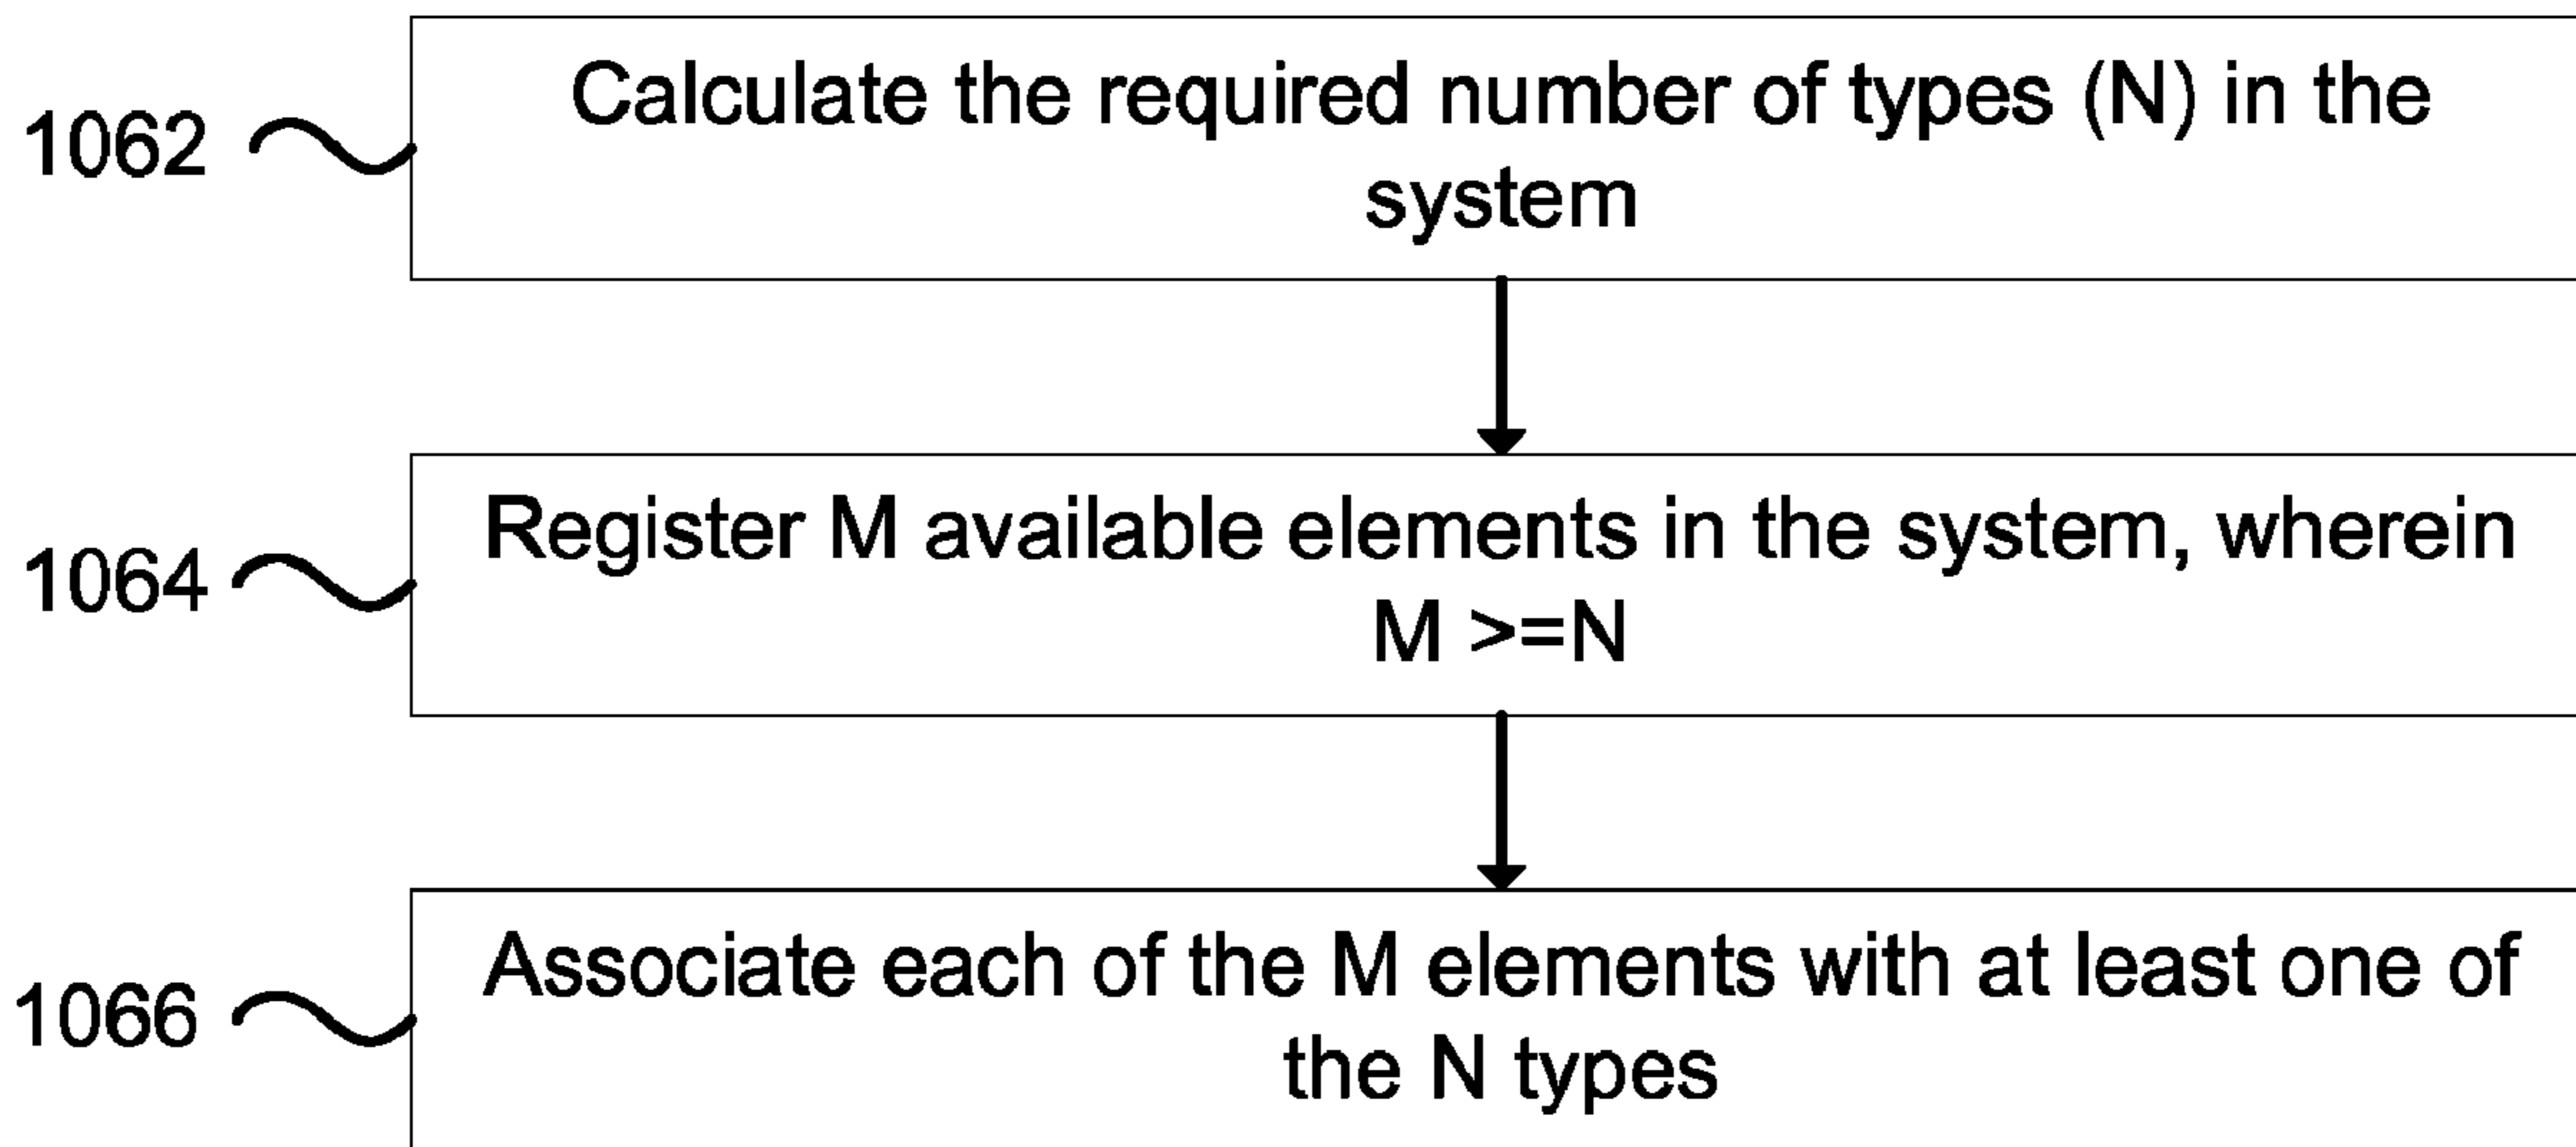 1062
Calculate the required number of types (N) in the
system
1064
Register M available elements in the system, wherein
M >=N
1066
Associate each of the M elements with at least one of
the N types